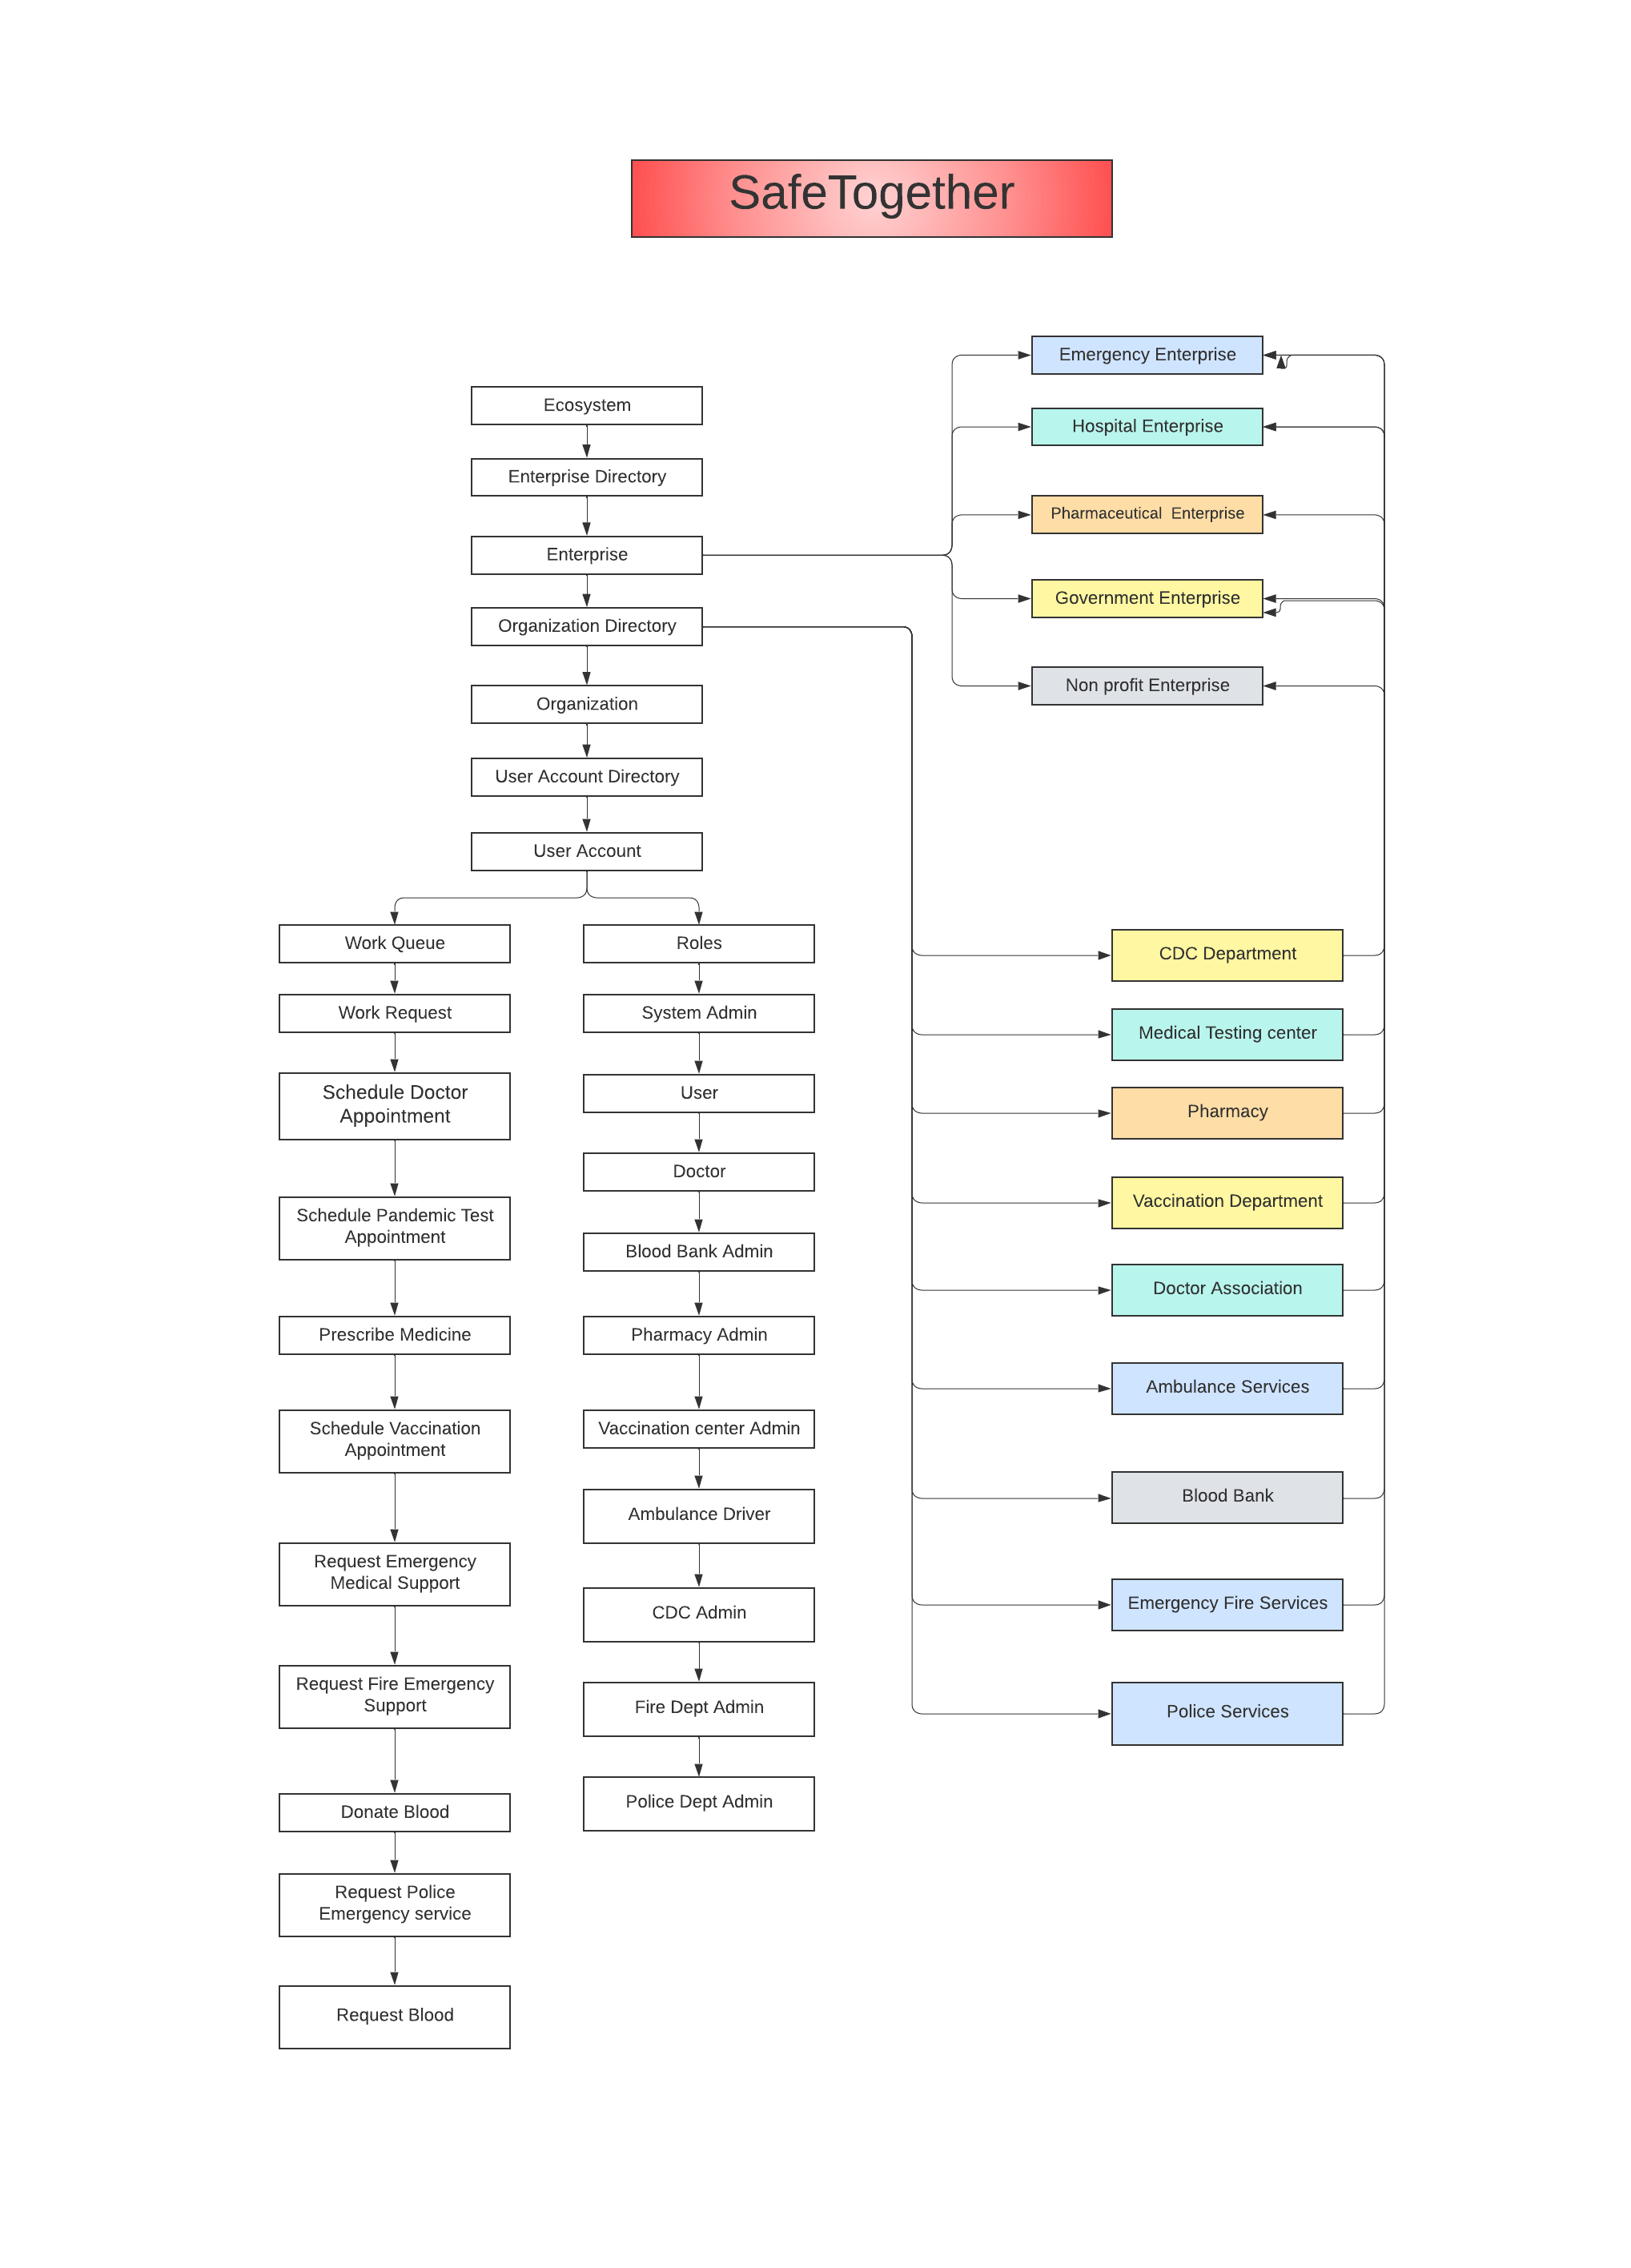 SafeTogether
Ecosystem
Enterprise Directory
Enterprise
Organization Directory
Organization
User Account Directory
User Account
Work Queue
Work Request
Schedule Doctor
Appointment
Schedule Pandemic Test
Appointment
Prescribe Medicine
Schedule Vaccination
Appointment
Request Emergency
Medical Support
Request Fire Emergency
Support
Donate Blood
Request Police
Emergency service
Request Blood
Roles
System Admin
User
Doctor
Blood Bank Admin
Pharmacy Admin
Vaccination center Admin
Ambulance Driver
CDC Admin
Fire Dept Admin
Police Dept Admin
Emergency Enterprise
Hospital Enterprise
Pharmaceutical  Enterprise
Government Enterprise
Non profit Enterprise
CDC Department
Medical Testing center
Pharmacy
Vaccination Department
Doctor Association
Ambulance Services
Blood Bank
Emergency Fire Services
Police Services